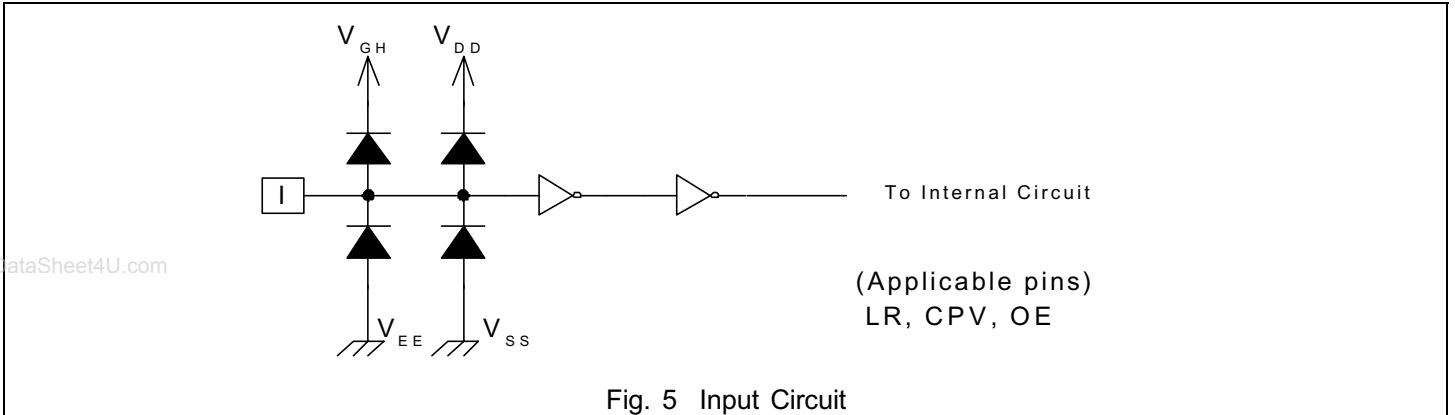 V GH V DD
I
To Internal Circuit
ataSheet4U.com
(Applicable pins)
LR, CPV, OE
V EE V SS
Fig. 5 Input Circuit